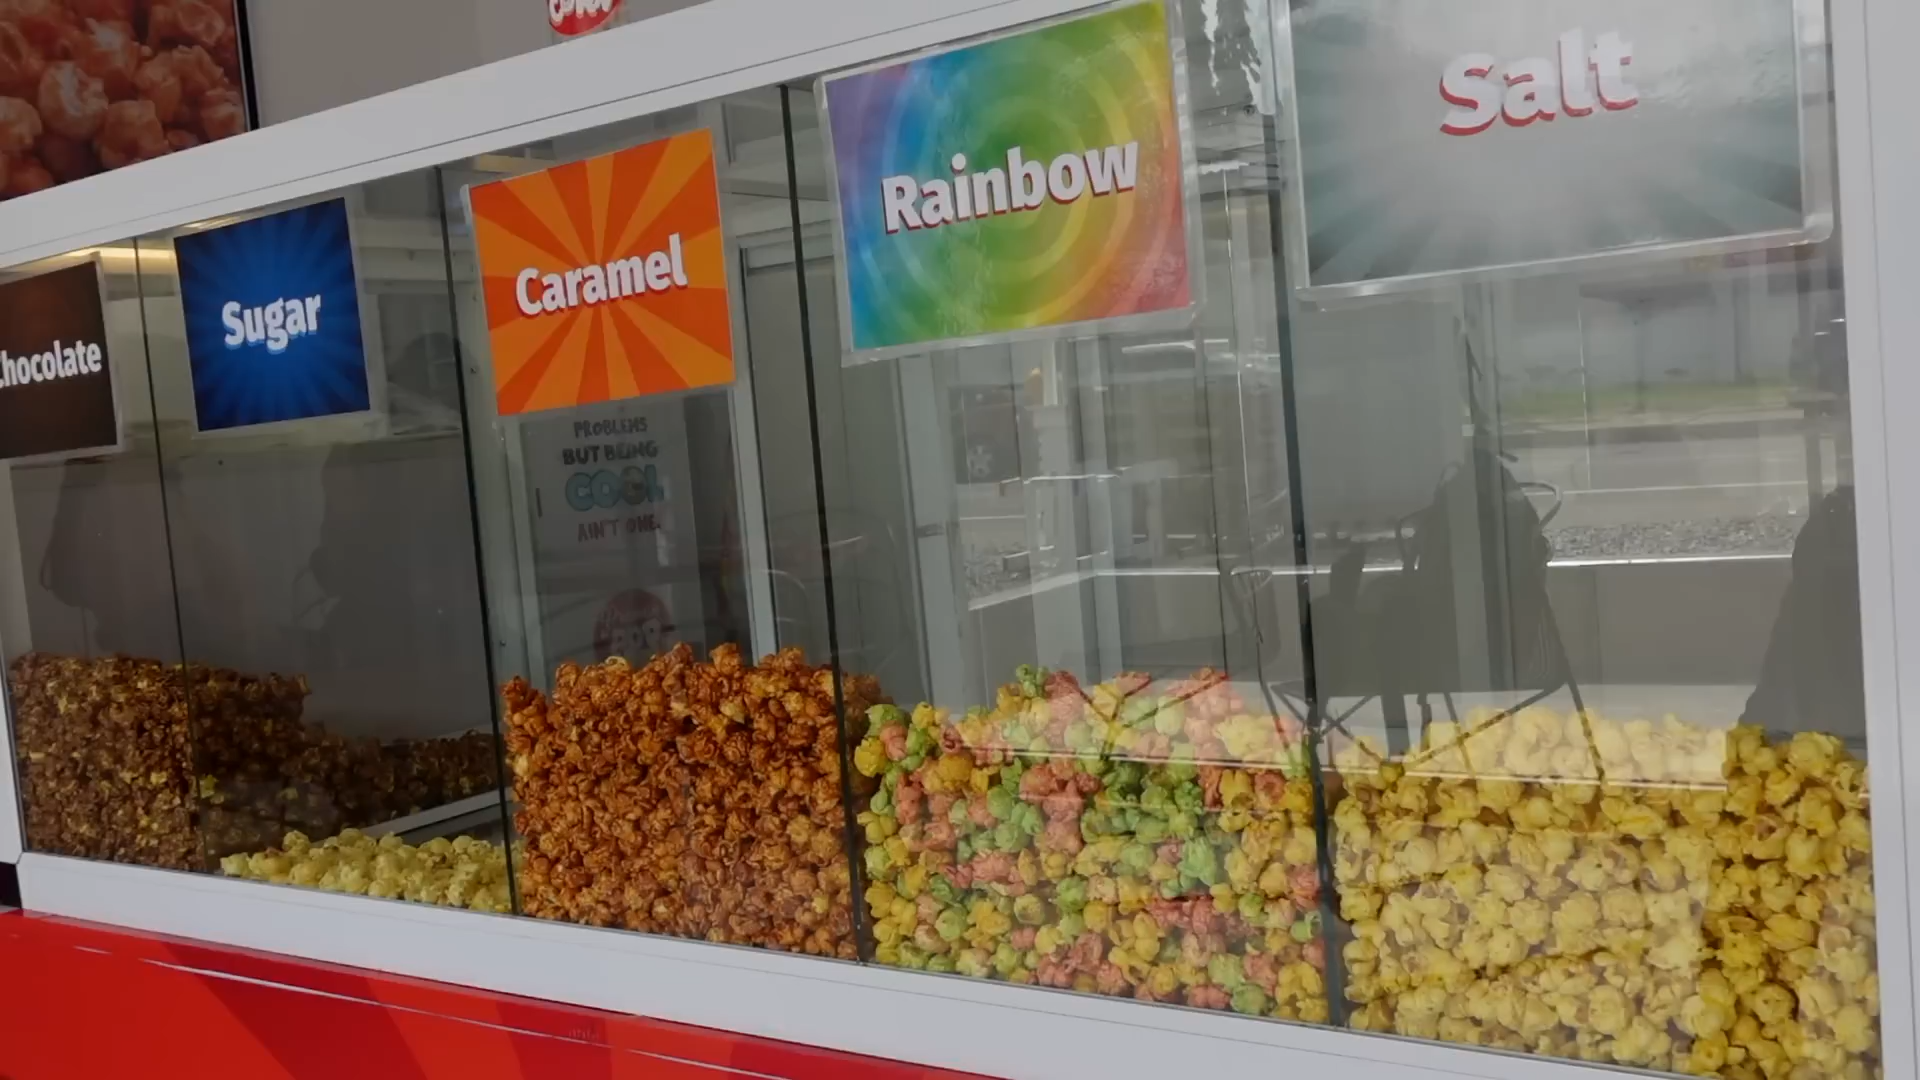 Chocolate
Sugar
Caramel
Rainbow
Salt
PROBLEMS
BUT BEING
COOL
AIN'T ONE.